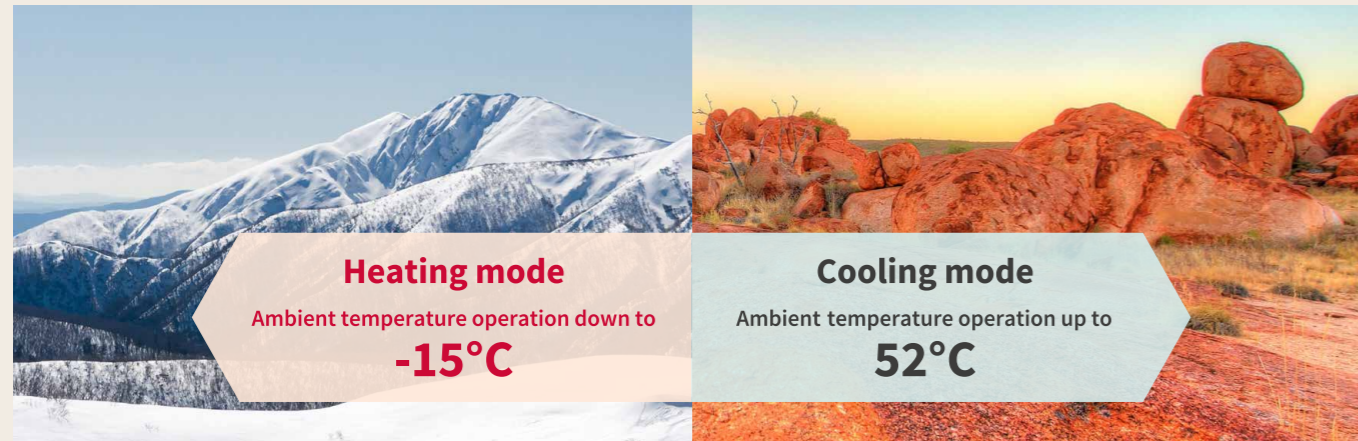 Heating mode
Ambient temperature operation down to
-15°C
Cooling mode
Ambient temperature operation up to
52°C